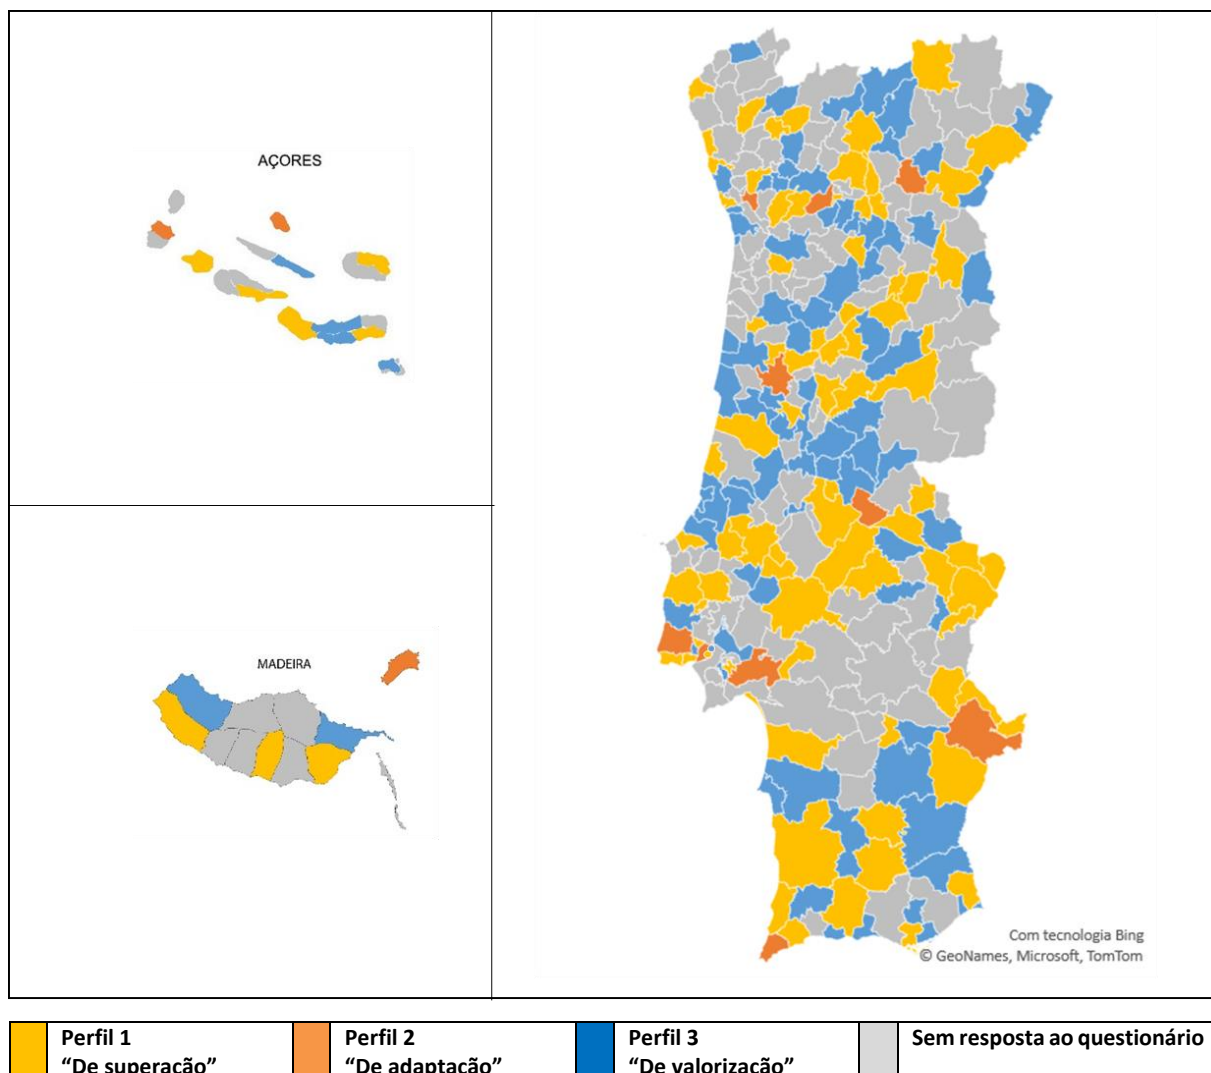 AÇORES
MADEIRA
Com tecnologia Bing
© GeoNames, Microsoft, TomTom
Perfil 1
“De superação”
Perfil 2
“De adaptação”
Perfil 3
“De valorização”
Sem resposta ao questionário